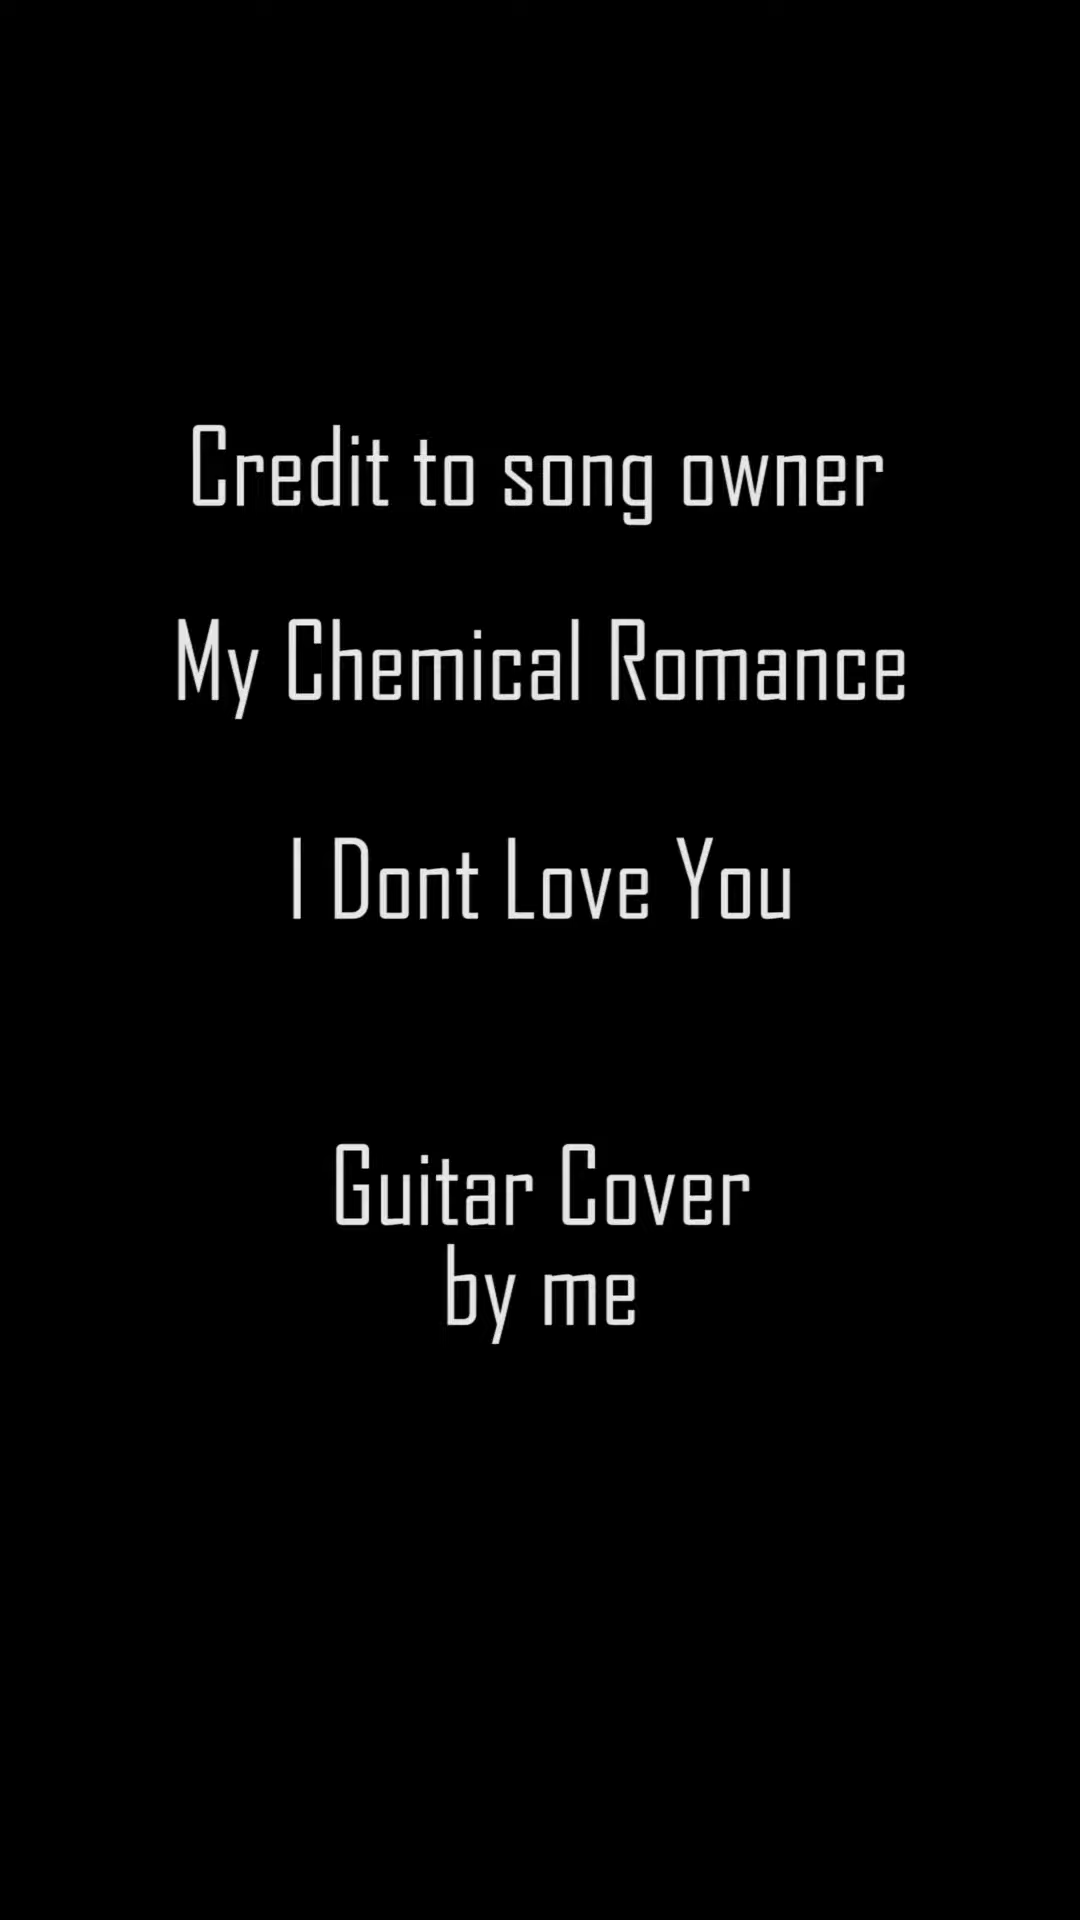 Credit to song owner
My Chemical Romance
I Dont Love You
Guitar Cover
by me